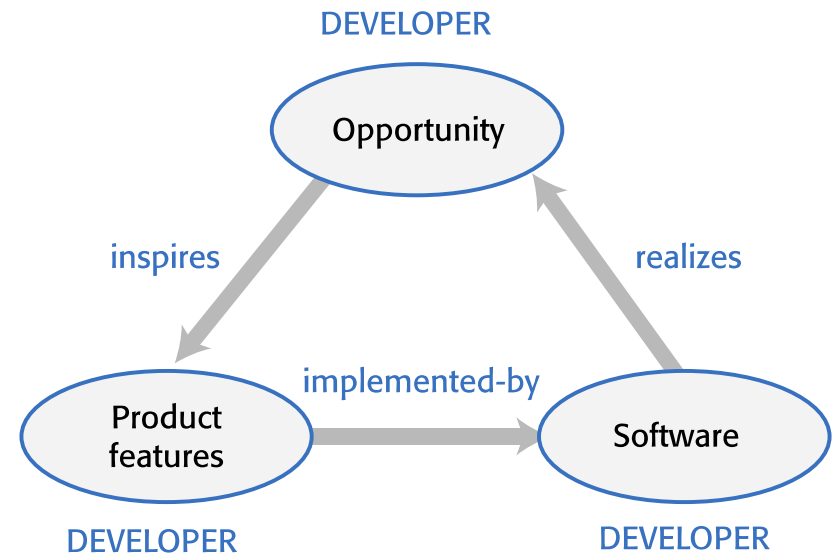 DEVELOPER
Opportunity
inspires
realizes
implemented-by
Product
features
Software
DEVELOPER
DEVELOPER